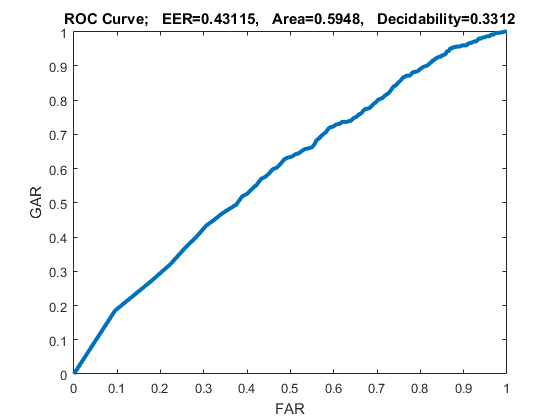 ROC Curve;   EER=0.43115,   Area=0.5948,   Decidability=0.3312
1
0.9
0.8
0.7
0.6
0.5
0.4
0.3
0.2
0.1
0
GAR
0 0.1 0.2 0.3 0.4 0.5 0.6 0.7 0.8 0.9 1
FAR